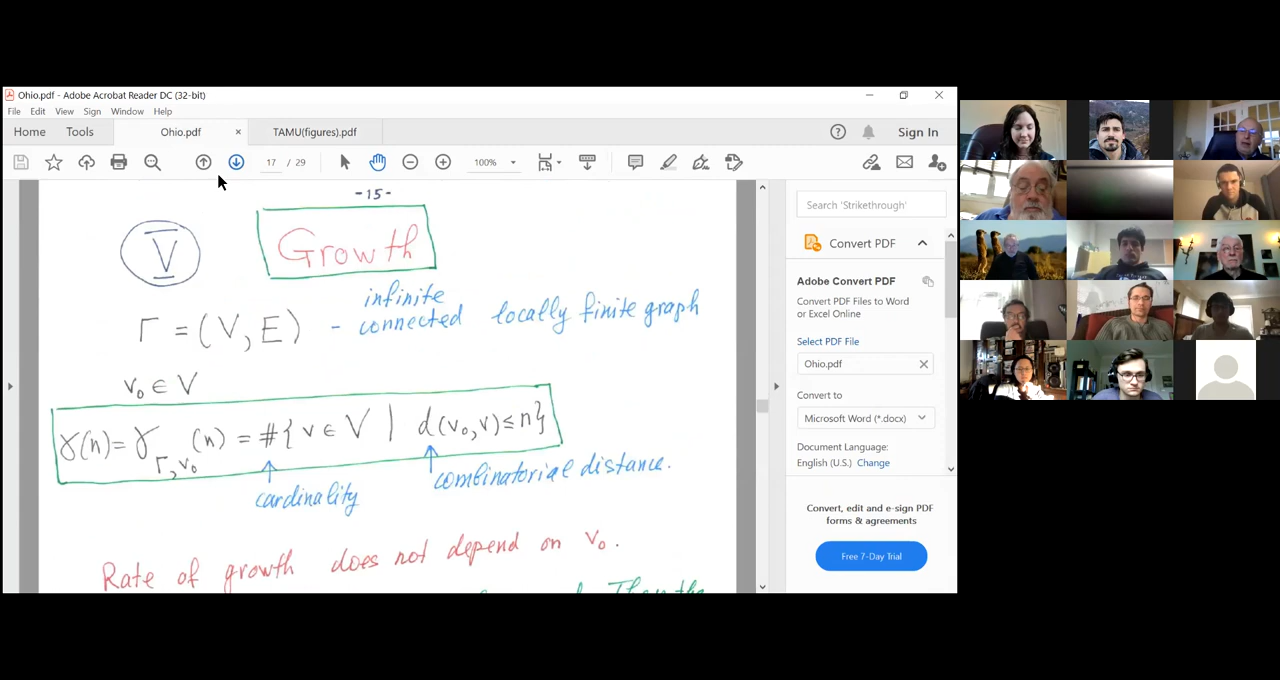 Ohio.pdf - Adobe Acrobat Reader DC (32-bit)
File Edit View Sign Window Help
Home Tools Ohio.pdf × TAMU(figures).pdf Sign In
17 / 29 100%
-15-
V Growth
infinite
Γ = (V, E) - connected locally finite graph
v₀ ∈ V
γ(n) = γ_{Γ,v₀}(n) = #{v ∈ V | d(v₀,v) ≤ n}
cardinality
combinatorial distance.
Rate of growth does not depend on v₀.
Search 'Strikethrough'
Convert PDF
Adobe Convert PDF
Convert PDF Files to Word
or Excel Online
Select PDF File
Ohio.pdf
Convert to
Microsoft Word (*.docx)
Document Language:
English (U.S.) Change
Convert, edit and e-sign PDF
forms & agreements
Free 7-Day Trial